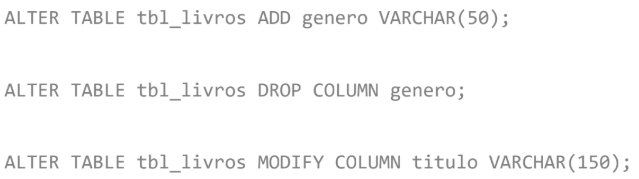 ALTER TABLE tbl_livros ADD genero VARCHAR(50);
ALTER TABLE tbl_livros DROP COLUMN genero;
ALTER TABLE tbl_livros MODIFY COLUMN titulo VARCHAR(150);